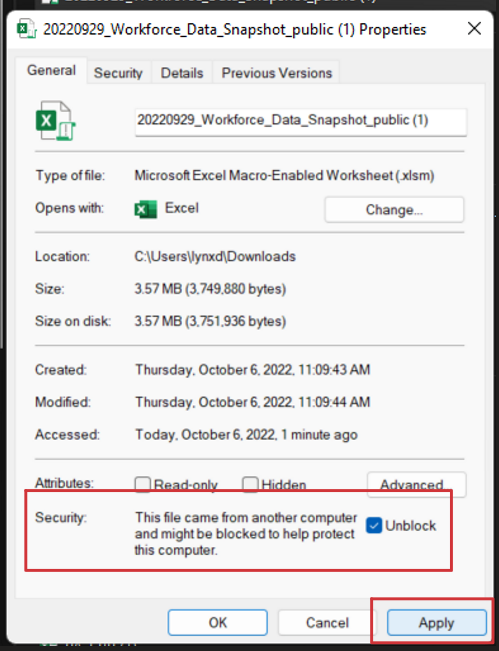 20220929_Workforce_Data_Snapshot_public (1)
20220929_Workforce_Data_Snapshot_public (1) Properties
General Security Details Previous Versions
20220929_Workforce_Data_Snapshot_public (1)
Type of file: Microsoft Excel Macro-Enabled Worksheet (.xlsm)
Opens with: Excel Change...
Location: C:\Users\lynxd\Downloads
Size: 3.57 MB (3,749,880 bytes)
Size on disk: 3.57 MB (3,751,936 bytes)
Created: Thursday, October 6, 2022, 11:09:43 AM
Modified: Thursday, October 6, 2022, 11:09:44 AM
Accessed: Today, October 6, 2022, 1 minute ago
Attributes: Read-only Hidden Advanced...
Security: This file came from another computer
and might be blocked to help protect
this computer.
Unblock
OK Cancel Apply